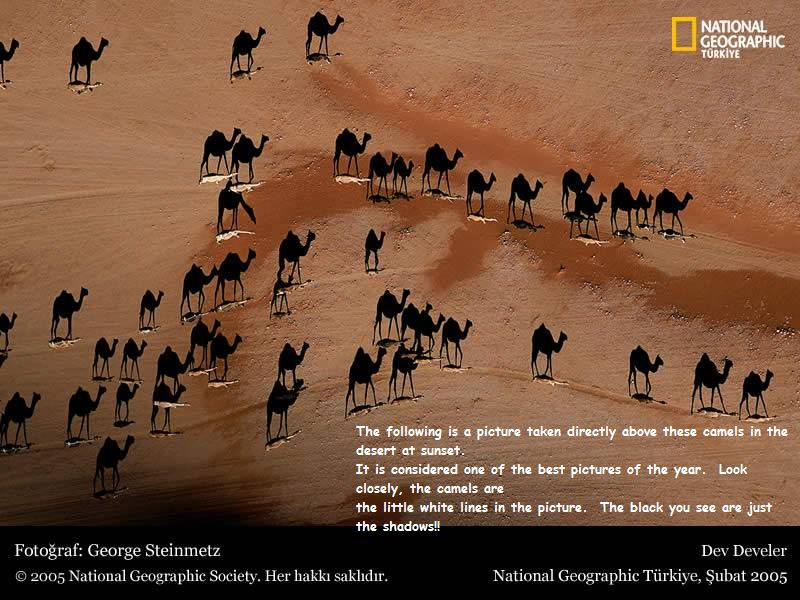 NATIONAL
GEOGRAPHIC
TÜRKİYE
The following is a picture taken directly above these camels in the
desert at sunset.
It is considered one of the best pictures of the year. Look
closely, the camels are
the little white lines in the picture. The black you see are just
the shadows!!
Fotoğraf: George Steinmetz
Dev Develer
© 2005 National Geographic Society. Her hakkı saklıdır.
National Geographic Türkiye, Şubat 2005